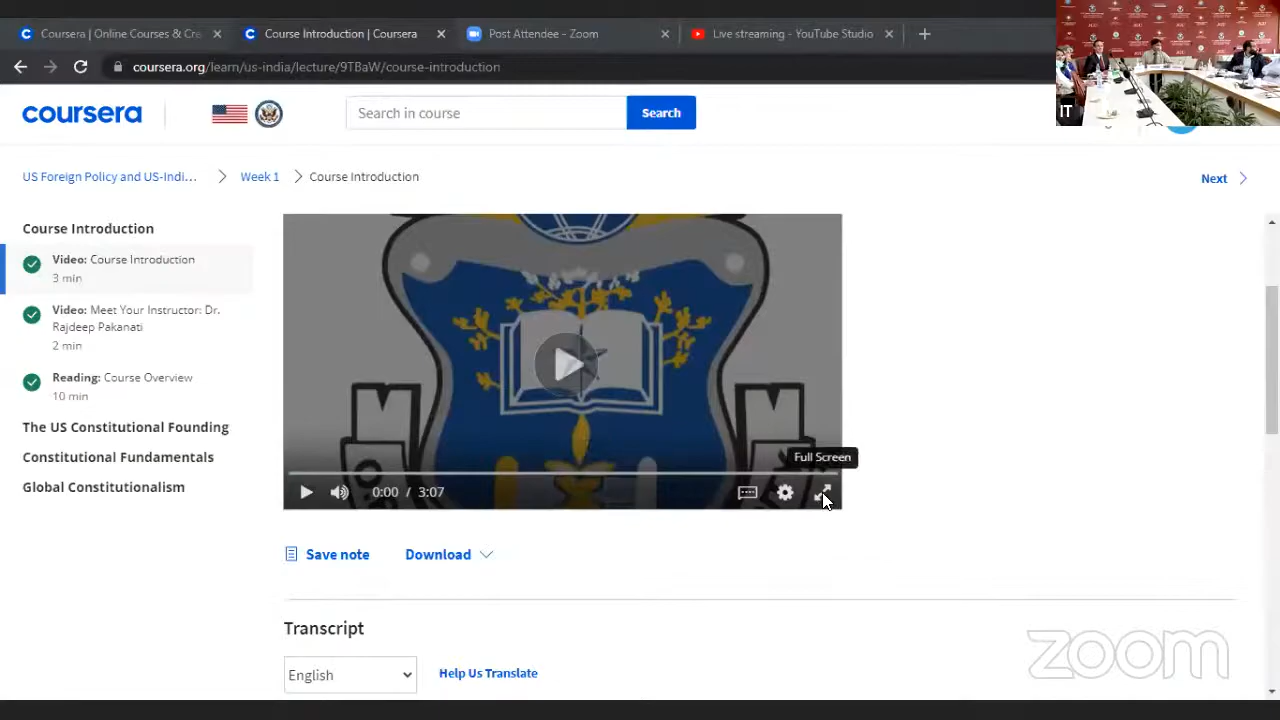 Coursera | Online Courses & Cre
Course Introduction | Coursera
Post Attendee - Zoom
Live streaming - YouTube Studio
coursera.org/learn/us-india/lecture/9TBaW/course-introduction
IT
coursera
Search in course
Search
US Foreign Policy and US-Indi...
Week 1
Course Introduction
Next
Course Introduction
Video: Course Introduction
3 min
Video: Meet Your Instructor: Dr.
Rajdeep Pakanati
2 min
Reading: Course Overview
10 min
The US Constitutional Founding
Constitutional Fundamentals
Global Constitutionalism
Full Screen
0:00 / 3:07
Save note
Download
Transcript
English
Help Us Translate
zoom